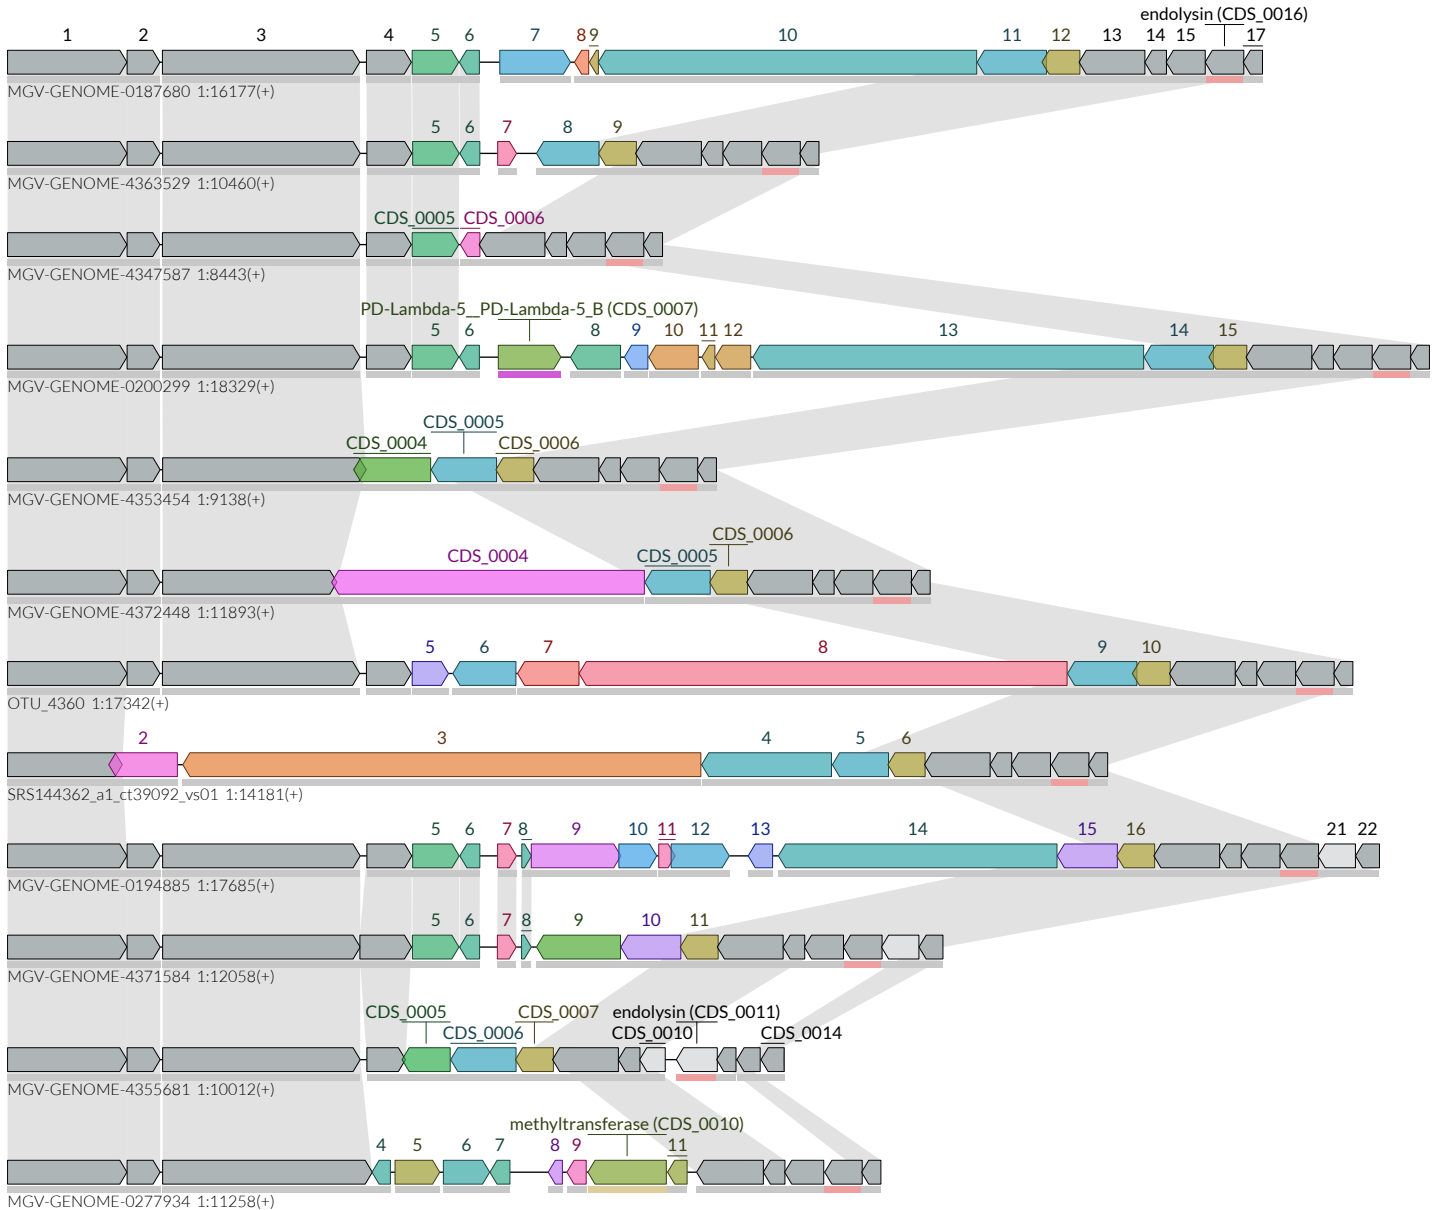 endolysin (CDS_0016)
1 2 3 4 5 6 7 8 9 10 11 12 13 14 15 17
MGV-GENOME-0187680 1:16177(+)
5 6 7 8 9
MGV-GENOME-4363529 1:10460(+)
CDS_0005 CDS_0006
MGV-GENOME-4347587 1:8443(+)
PD-Lambda-5__PD-Lambda-5_B (CDS_0007)
5 6 8 9 10 11 12 13 14 15
MGV-GENOME-0200299 1:18329(+)
CDS_0005
CDS_0004 CDS_0006
MGV-GENOME-4353454 1:9138(+)
CDS_0006
CDS_0004 CDS_0005
MGV-GENOME-4372448 1:11893(+)
5 6 7 8 9 10
OTU_4360 1:17342(+)
2 3 4 5 6
SRS144362_a1_ct39092_vs01 1:14181(+)
5 6 7 8 9 10 11 12 13 14 15 16 21 22
MGV-GENOME-0194885 1:17685(+)
5 6 7 8 9 10 11
MGV-GENOME-4371584 1:12058(+)
CDS_0005 CDS_0007 endolysin (CDS_0011)
CDS_0006 CDS_0010 CDS_0014
MGV-GENOME-4355681 1:10012(+)
methyltransferase (CDS_0010)
4 5 6 7 8 9 11
MGV-GENOME-0277934 1:11258(+)